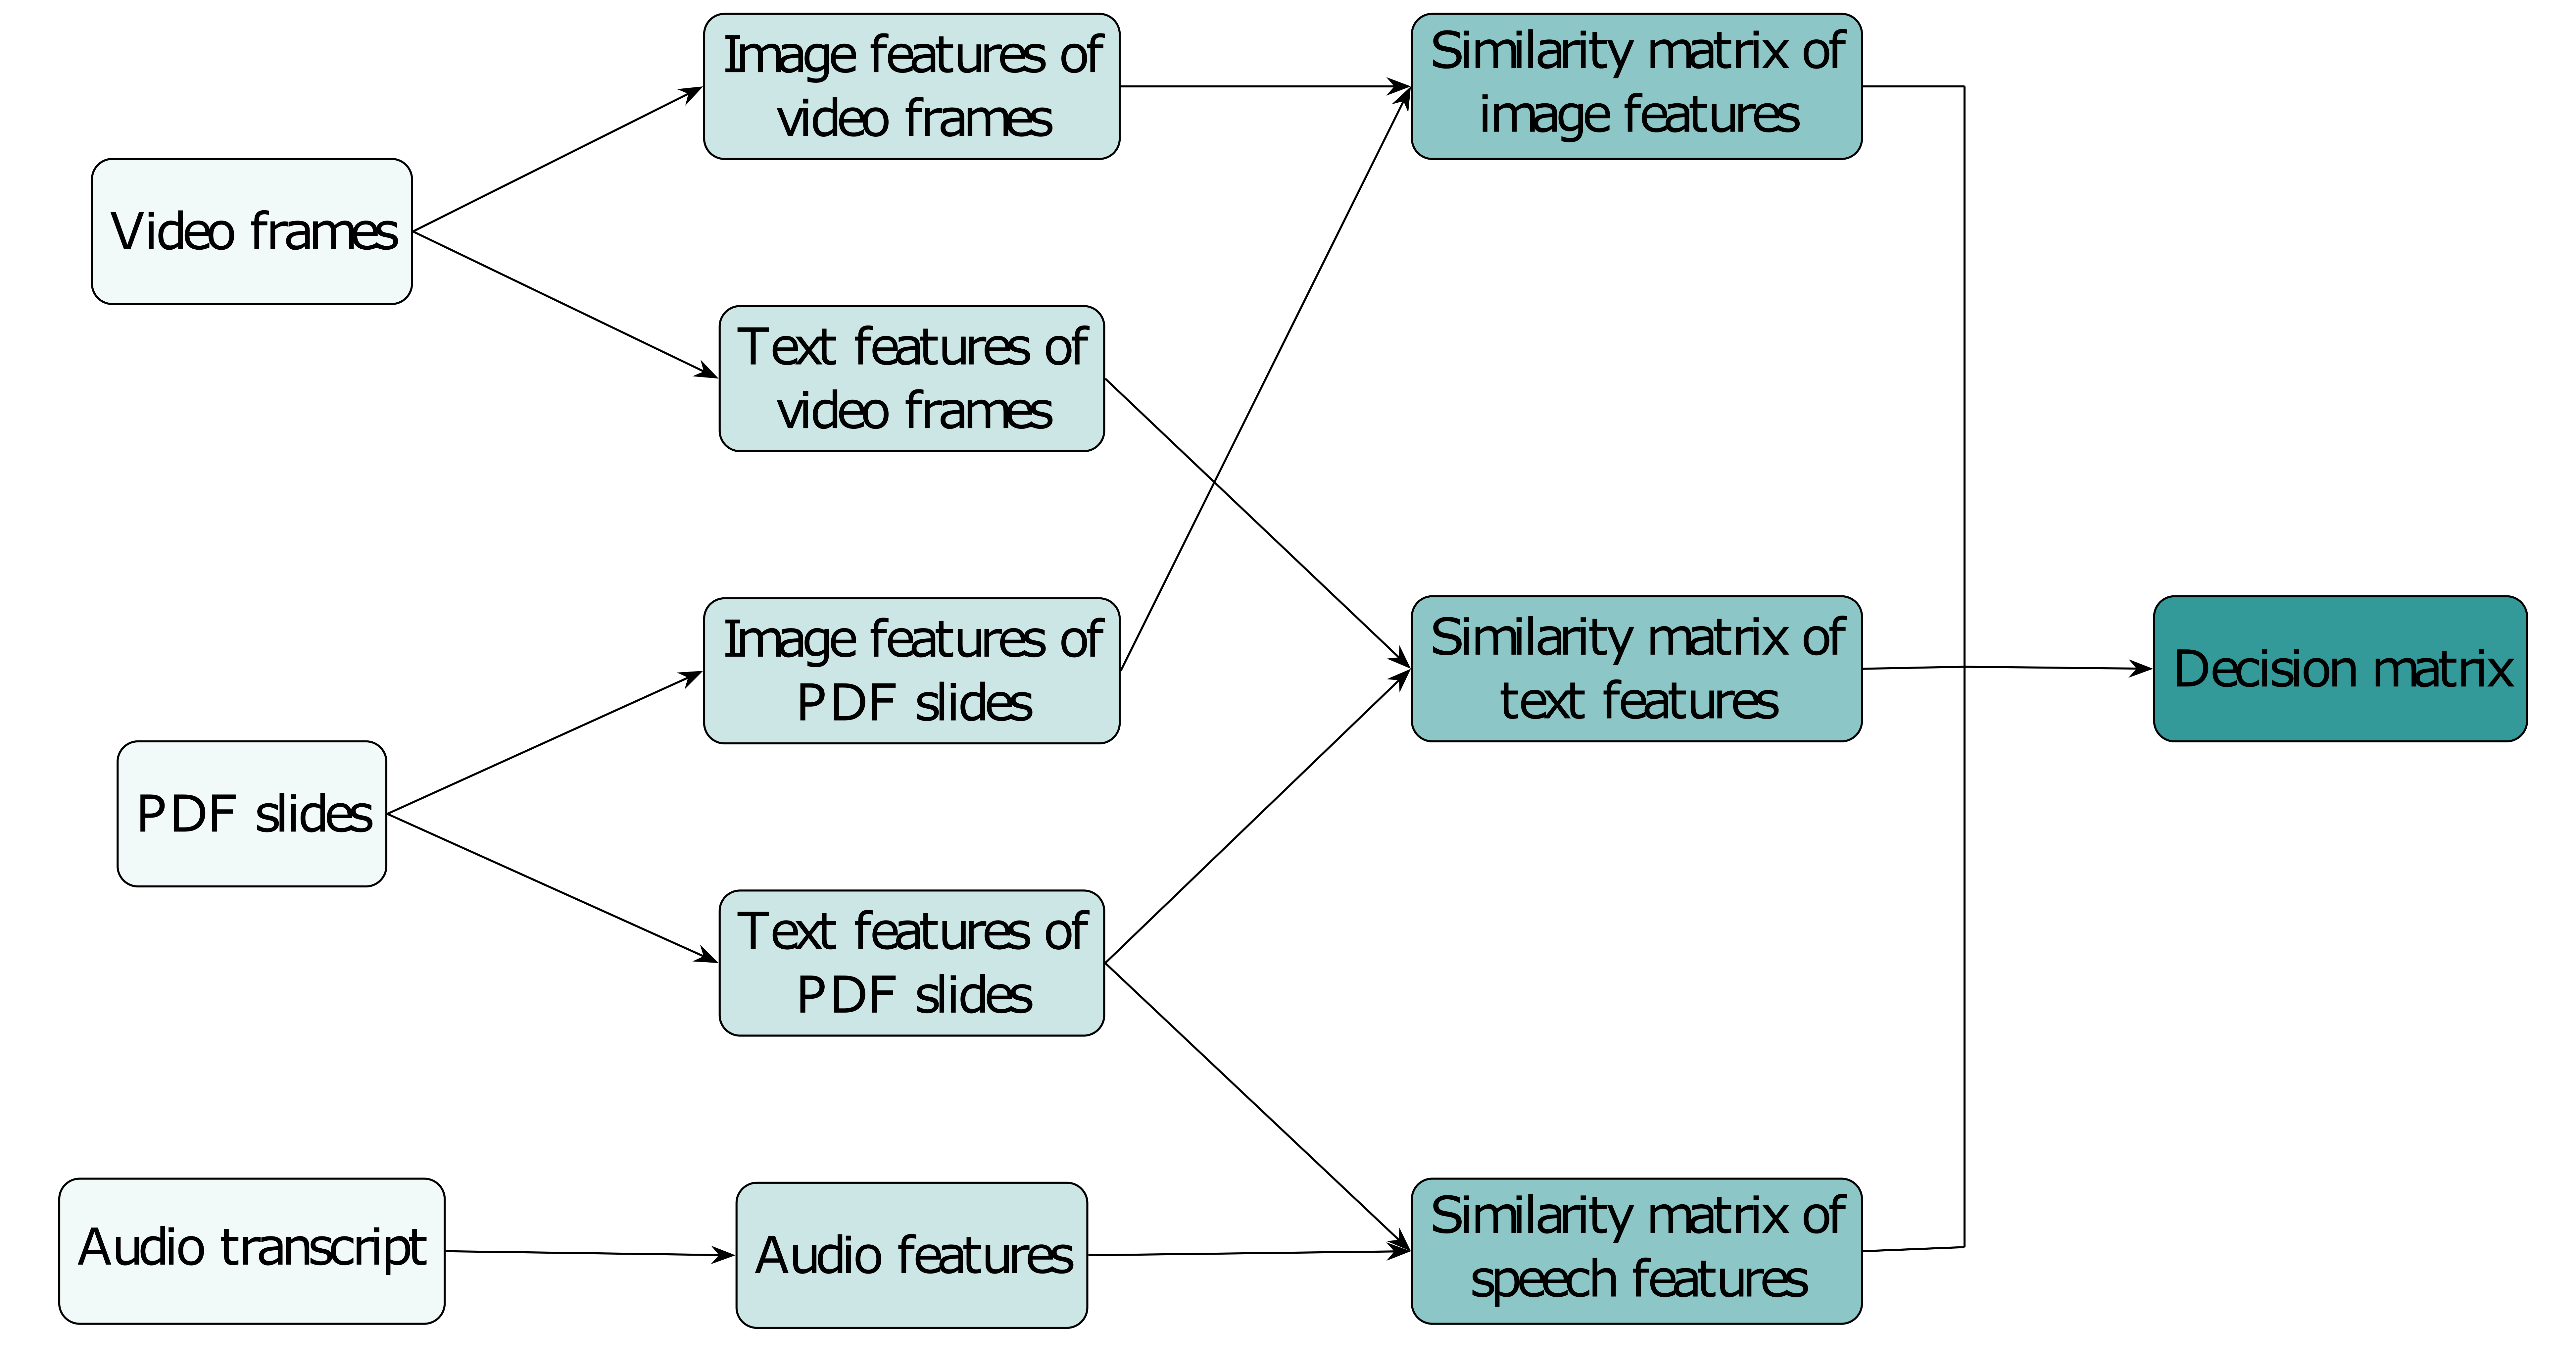 Video frames
PDF slides
Audio transcript
Image features of
video frames
Text features of
video frames
Image features of
PDF slides
Text features of
PDF slides
Audio features
Similarity matrix of
image features
Similarity matrix of
text features
Similarity matrix of
speech features
Decision matrix